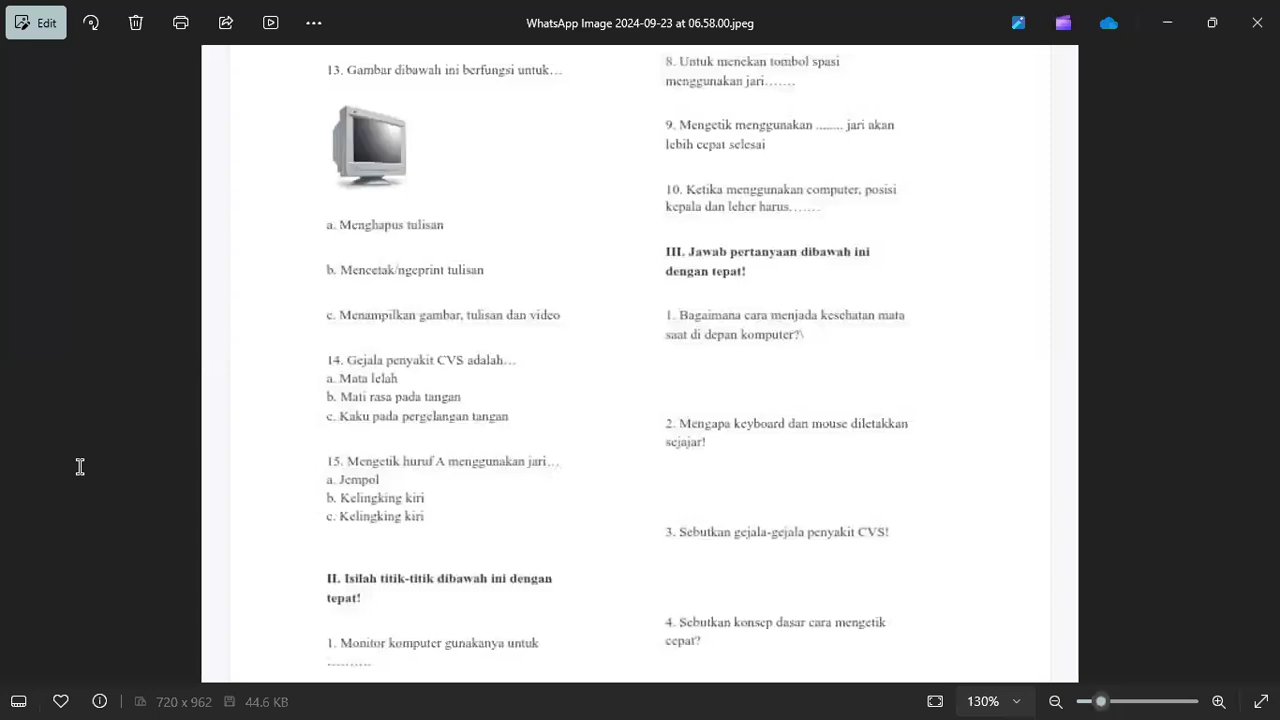 Edit
WhatsApp Image 2024-09-23 at 06.58.00.jpeg
13. Gambar dibawah ini berfungsi untuk…
a. Menghapus tulisan
b. Mencetak/ngeprint tulisan
c. Menampilkan gambar, tulisan dan video
14. Gejala penyakit CVS adalah…
a. Mata lelah
b. Mati rasa pada tangan
c. Kaku pada pergelangan tangan
15. Mengetik huruf A menggunakan jari…
a. Jempol
b. Kelingking kiri
c. Kelingking kiri
II. Isilah titik-titik dibawah ini dengan
tepat!
1. Monitor komputer gunakanya untuk
..........
8. Untuk menekan tombol spasi
menggunakan jari…….
9. Mengetik menggunakan ........ jari akan
lebih cepat selesai
10. Ketika menggunakan computer, posisi
kepala dan leher harus…….
III. Jawab pertanyaan dibawah ini
dengan tepat!
1. Bagaimana cara menjada kesehatan mata
saat di depan komputer?\
2. Mengapa keyboard dan mouse diletakkan
sejajar!
3. Sebutkan gejala-gejala penyakit CVS!
4. Sebutkan konsep dasar cara mengetik
cepat?
720 x 962
44.6 KB
130%